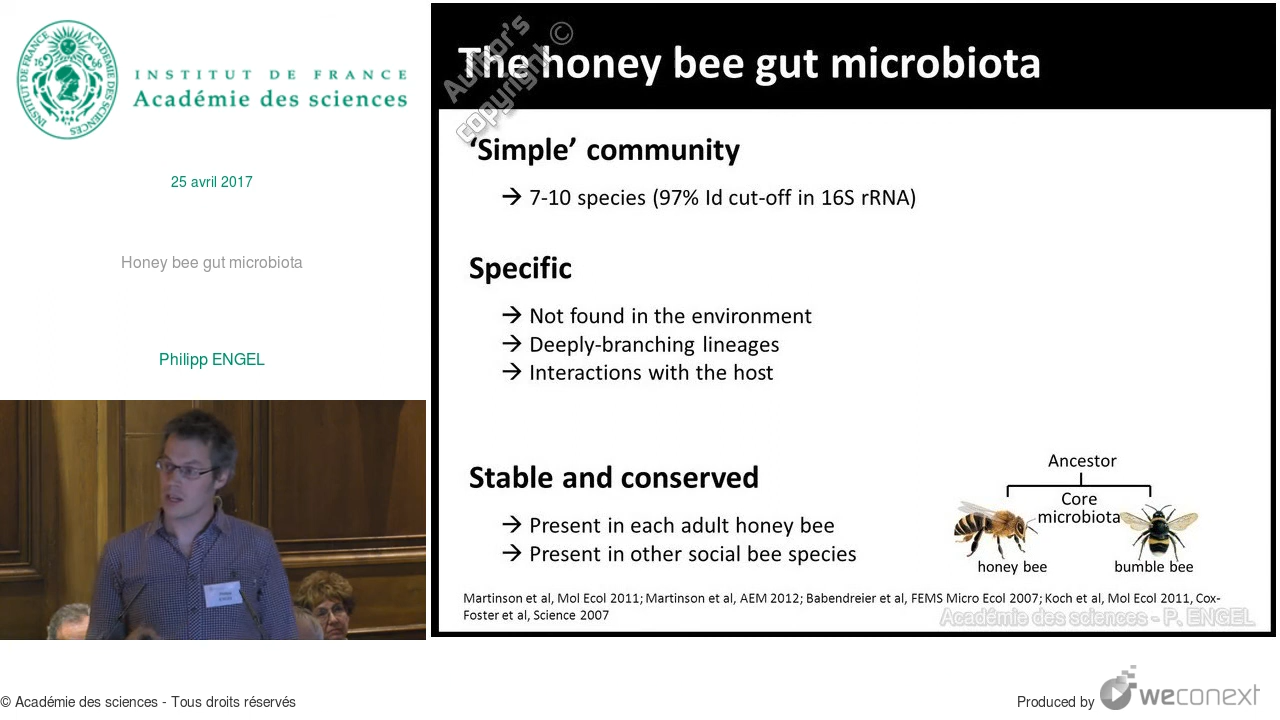 INSTITUT DE FRANCE
Académie des sciences
25 avril 2017
Honey bee gut microbiota
Philipp ENGEL
Author's
copyright ©
The honey bee gut microbiota
‘Simple’ community
→ 7-10 species (97% Id cut-off in 16S rRNA)
Specific
→ Not found in the environment
→ Deeply-branching lineages
→ Interactions with the host
Stable and conserved
→ Present in each adult honey bee
→ Present in other social bee species
Ancestor
Core
microbiota
honey bee
bumble bee
Martinson et al, Mol Ecol 2011; Martinson et al, AEM 2012; Babendreier et al, FEMS Micro Ecol 2007; Koch et al, Mol Ecol 2011, Cox-
Foster et al, Science 2007
Académie des sciences - P. ENGEL
© Académie des sciences - Tous droits réservés
Produced by weconext